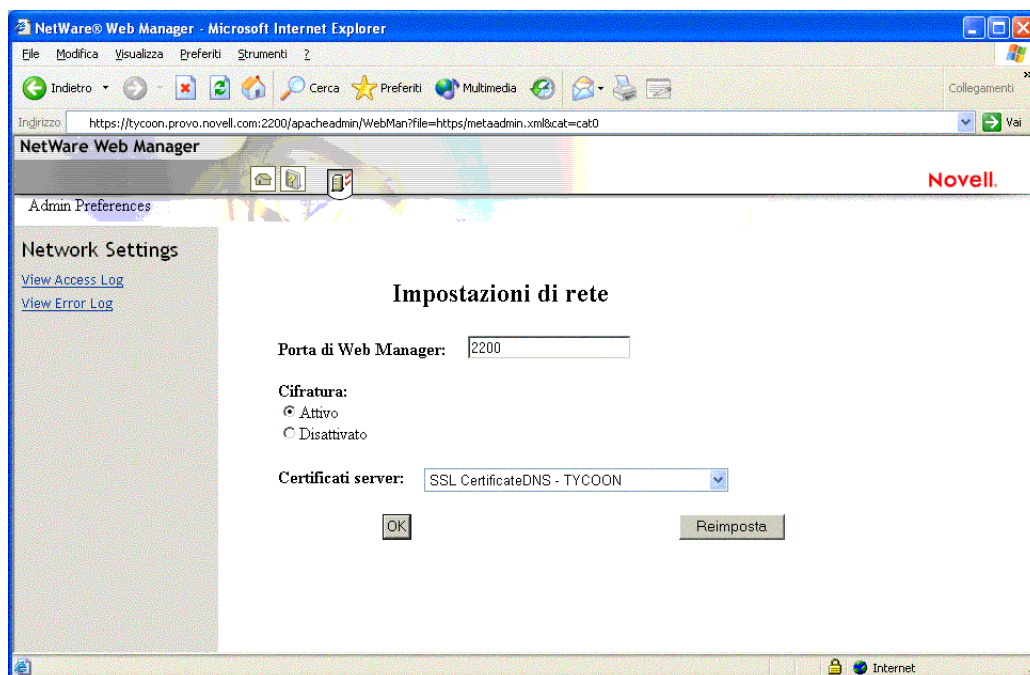 NetWare® Web Manager - Microsoft Internet Explorer
File Modifica Visualizza Preferiti Strumenti ?
Indietro Cerca Preferiti Multimedia Collegamenti »
Indirizzo https://tycoon.provo.novell.com:2200/apacheadmin/WebMan?file=https/metaadmin.xml&cat=cat0 Vai
NetWare Web Manager
Novell.
Admin Preferences
Network Settings
View Access Log
View Error Log
Impostazioni di rete
Porta di Web Manager: 2200
Cifratura:
Attivo
Disattivato
Certificati server: SSL CertificateDNS - TYCOON
OK Reimposta
Internet